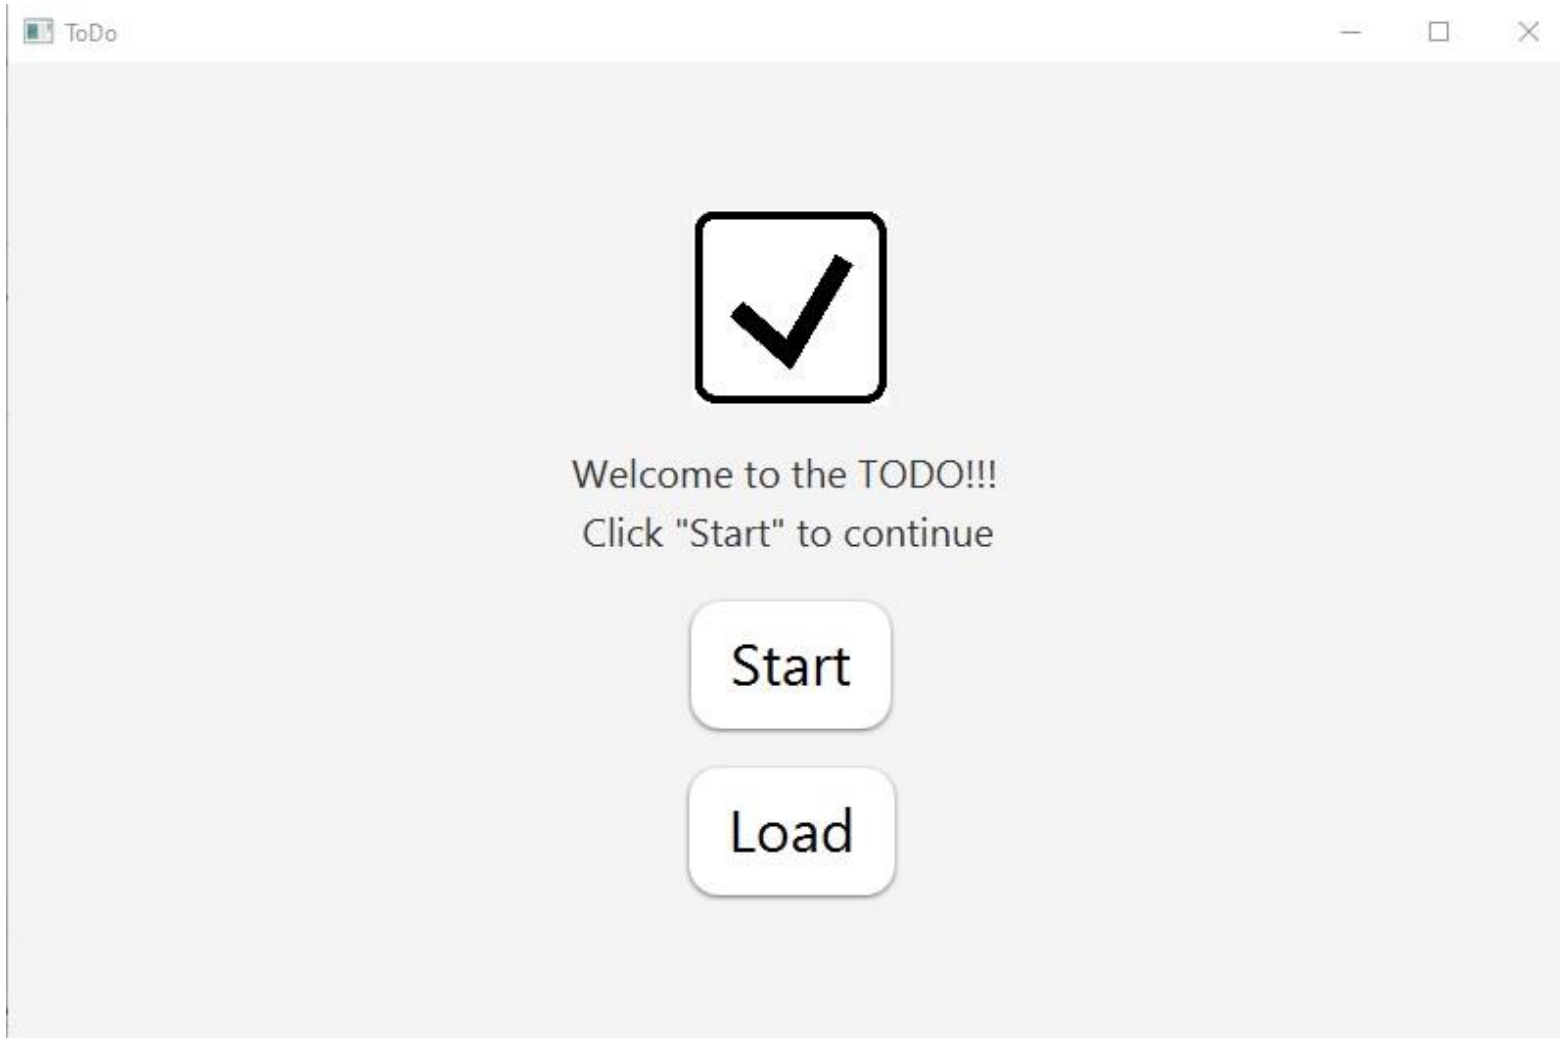 ToDo
Welcome to the TODO!!!
Click "Start" to continue
Start
Load